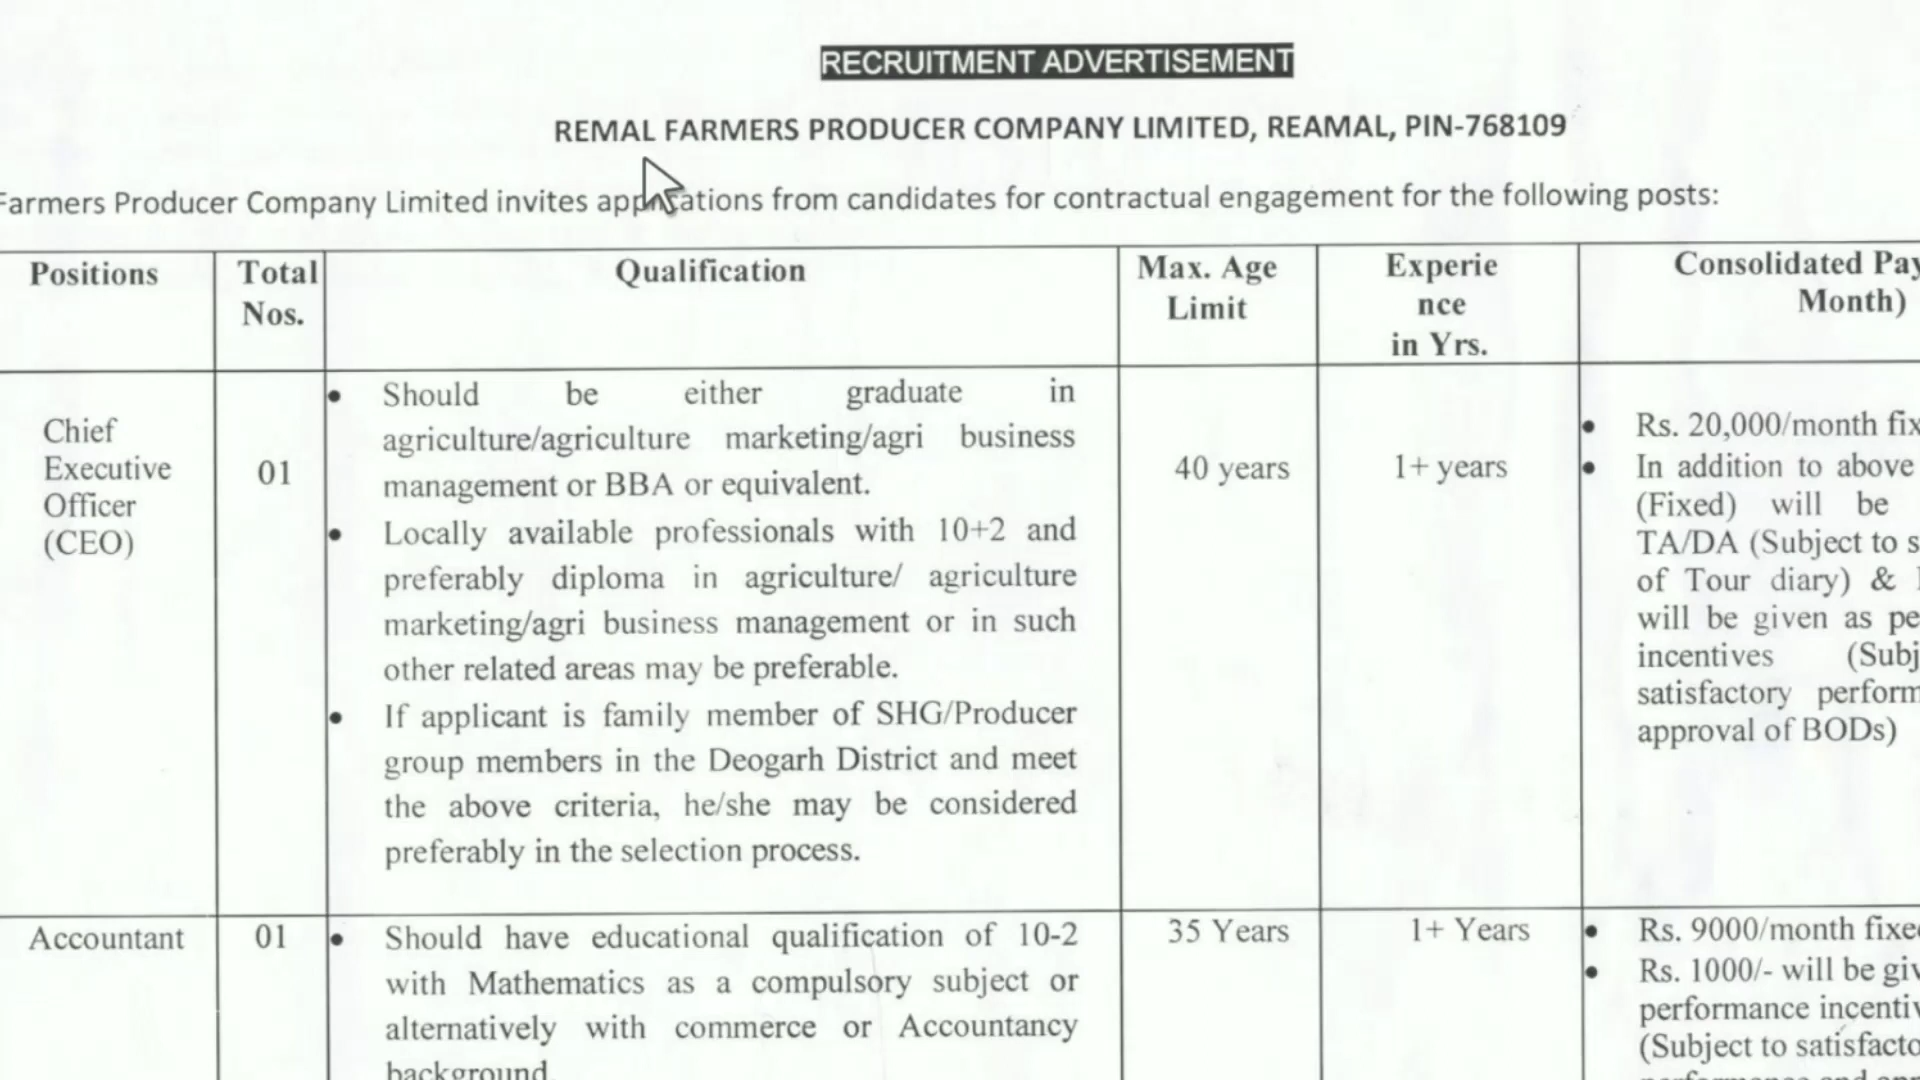 RECRUITMENT ADVERTISEMENT
REMAL FARMERS PRODUCER COMPANY LIMITED, REAMAL, PIN-768109
Farmers Producer Company Limited invites applications from candidates for contractual engagement for the following posts:
Positions
Total
Nos.
Qualification
Max. Age
Limit
Experie
nce
in Yrs.
Consolidated Pay
Month)
Chief
Executive
Officer
(CEO)
01
• Should be either graduate in
agriculture/agriculture marketing/agri business
management or BBA or equivalent.
• Locally available professionals with 10+2 and
preferably diploma in agriculture/ agriculture
marketing/agri business management or in such
other related areas may be preferable.
• If applicant is family member of SHG/Producer
group members in the Deogarh District and meet
the above criteria, he/she may be considered
preferably in the selection process.
40 years
1+ years
• Rs. 20,000/month fix
• In addition to above
(Fixed) will be
TA/DA (Subject to s
of Tour diary) &
will be given as pe
incentives (Subj
satisfactory perform
approval of BODs)
Accountant
01
• Should have educational qualification of 10-2
with Mathematics as a compulsory subject or
alternatively with commerce or Accountancy
background.
35 Years
1+ Years
• Rs. 9000/month fixe
• Rs. 1000/- will be giv
performance incentiv
(Subject to satisfacto